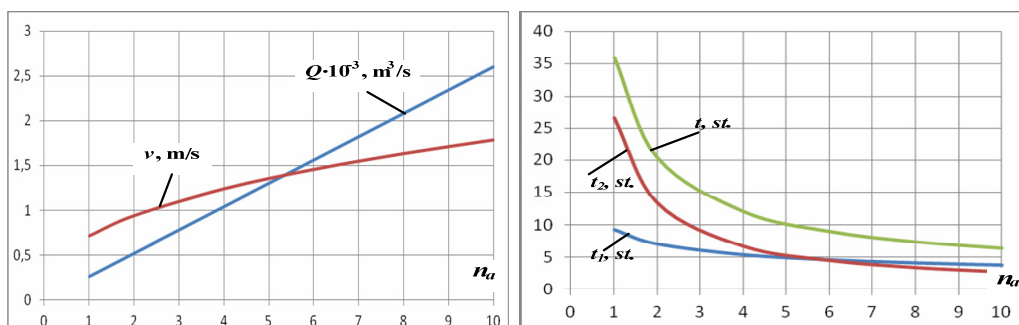 3
2,5
2
1,5
1
0,5
0
Q·10⁻³, m³/s
v, m/s
nₐ
0 1 2 3 4 5 6 7 8 9 10
40
35
30
25
20
15
10
5
0
t, st.
t₂, st.
t₁, st.
nₐ
0 1 2 3 4 5 6 7 8 9 10